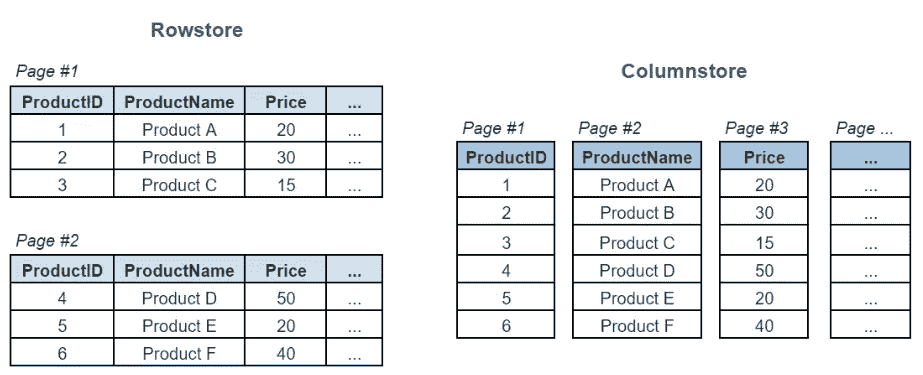 Rowstore
Page #1
ProductID ProductName Price ...
1 Product A 20 ...
2 Product B 30 ...
3 Product C 15 ...
Page #2
ProductID ProductName Price ...
4 Product D 50 ...
5 Product E 20 ...
6 Product F 40 ...
Columnstore
Page #1 Page #2 Page #3 Page ...
ProductID ProductName Price ...
1 Product A 20 ...
2 Product B 30 ...
3 Product C 15 ...
4 Product D 50 ...
5 Product E 20 ...
6 Product F 40 ...